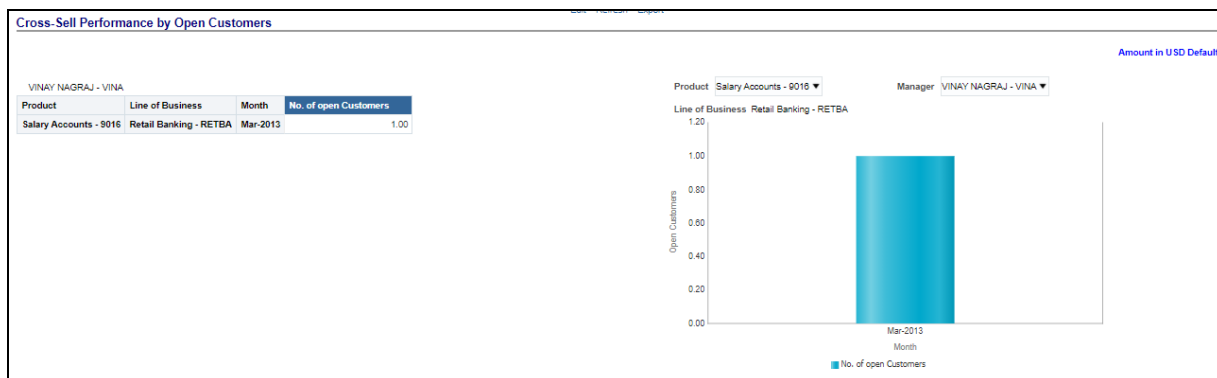 Edit Refresh Export
Cross-Sell Performance by Open Customers
Amount in USD Default
VINAY NAGRAJ - VINA
Product Line of Business Month No. of open Customers
Salary Accounts - 9016 Retail Banking - RETBA Mar-2013 1.00
Product Salary Accounts - 9016 Manager VINAY NAGRAJ - VINA
Line of Business Retail Banking - RETBA
1.20
1.00
0.80
0.60
0.40
0.20
0.00
Open Customers
Mar-2013
Month
No. of open Customers